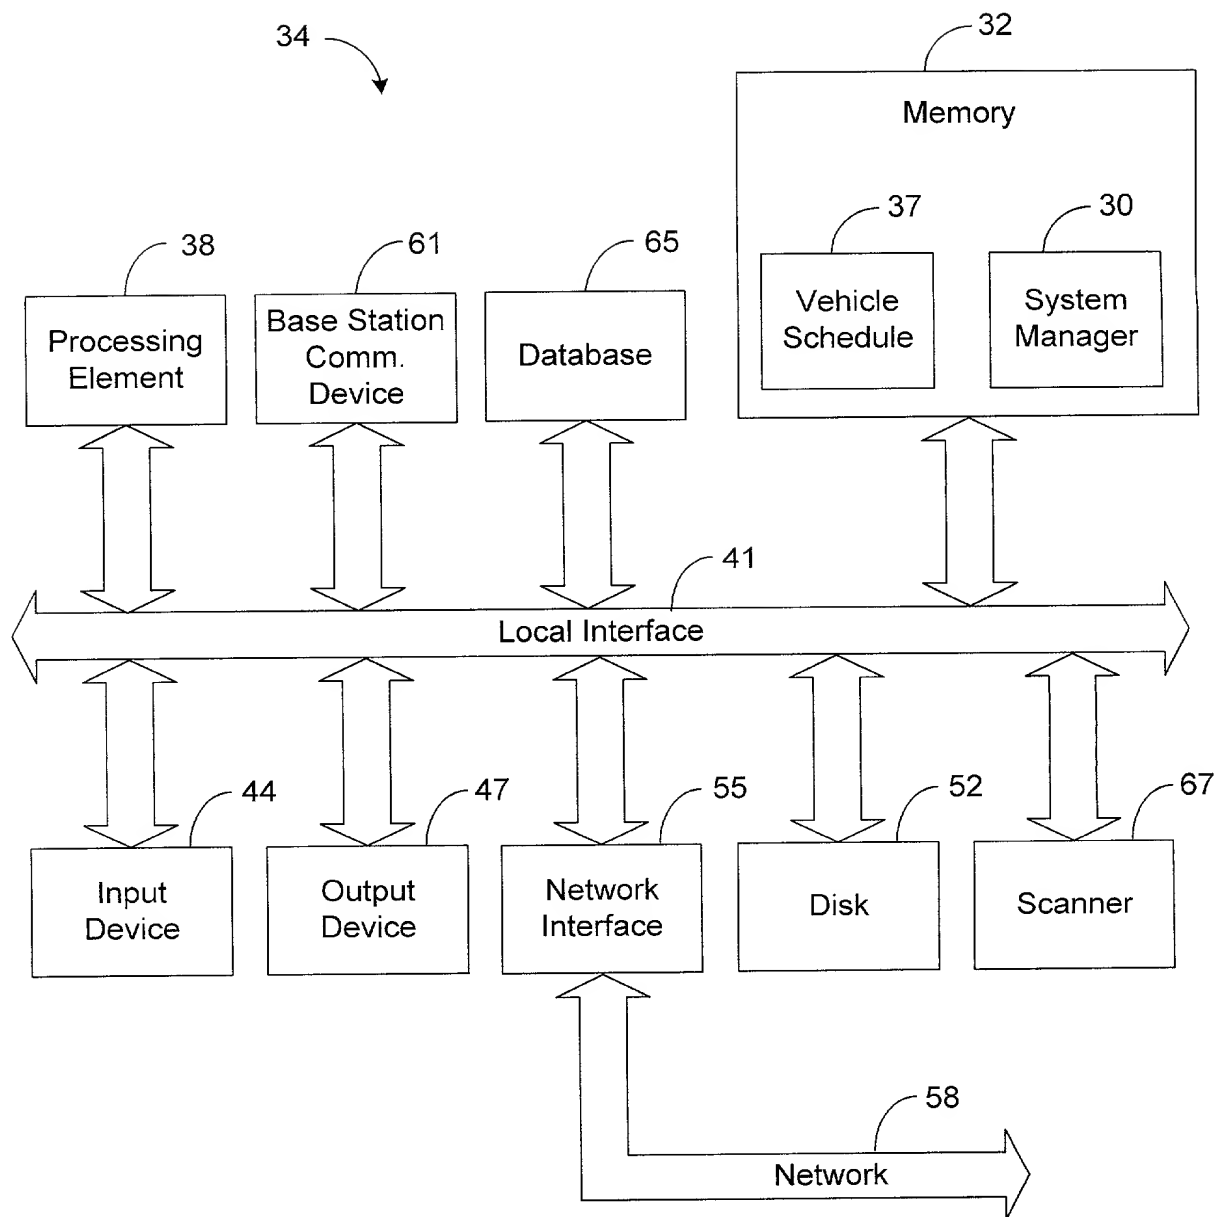 34
32
Memory
37
30
Vehicle
Schedule
System
Manager
38
61
65
Processing
Element
Base Station
Comm.
Device
Database
41
Local Interface
44
47
55
52
67
Input
Device
Output
Device
Network
Interface
Disk
Scanner
58
Network